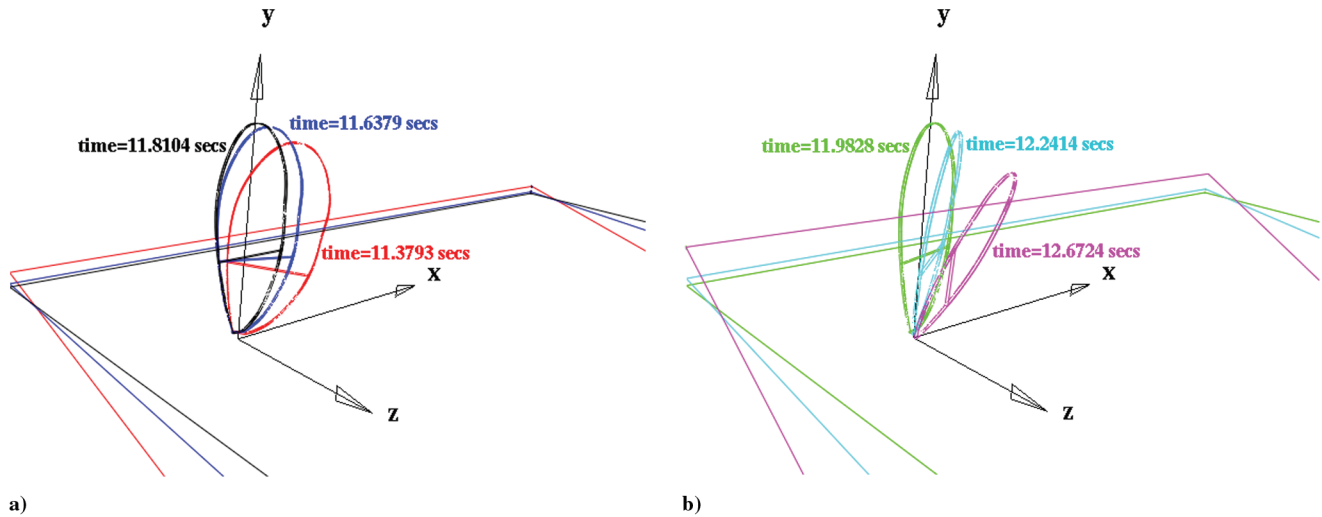 y
time=11.8104 secs
time=11.6379 secs
time=11.3793 secs
x
z
a)
y
time=11.9828 secs
time=12.2414 secs
time=12.6724 secs
x
z
b)